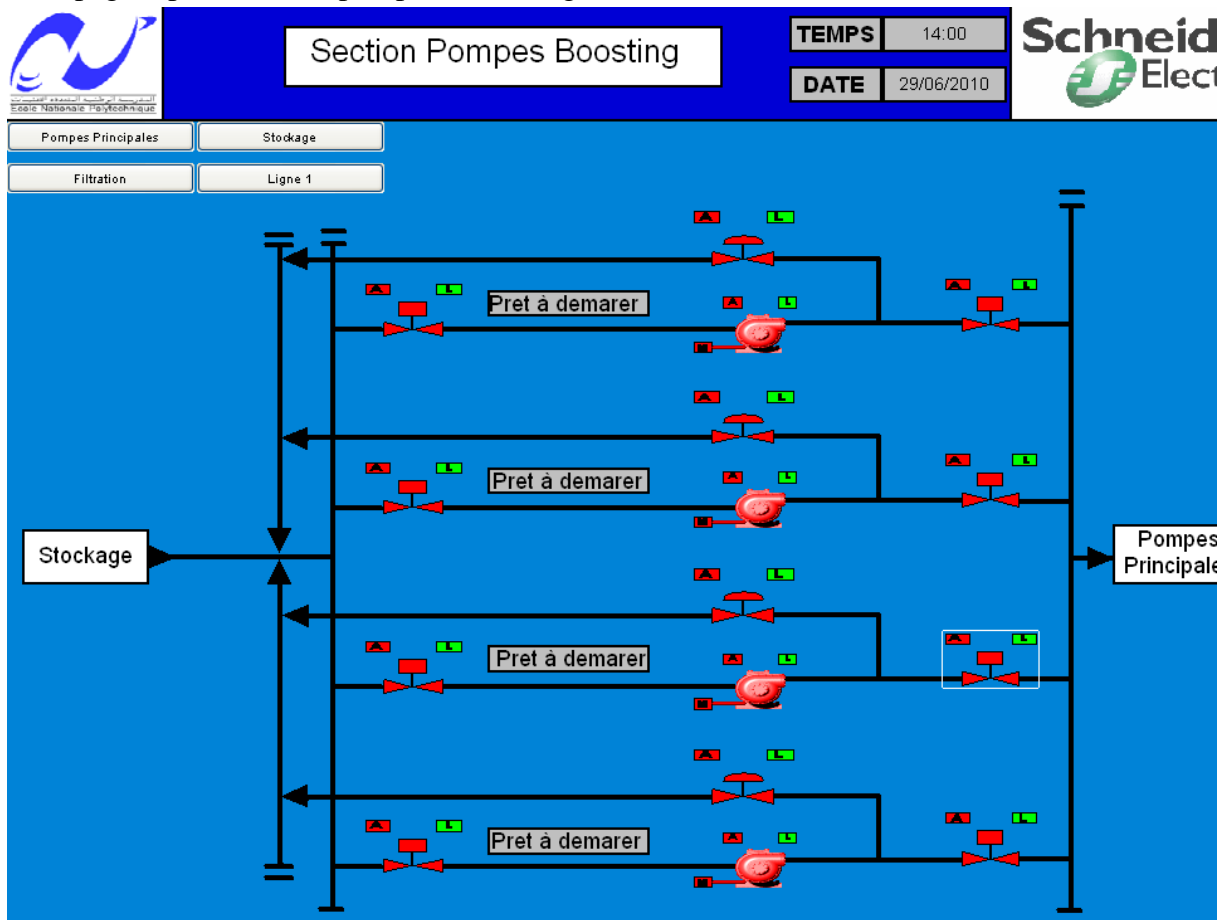 Section Pompes Boosting
TEMPS 14:00
DATE 29/06/2010
Schneid
Elect
Ecole Nationale Polytechnique
Pompes Principales Stockage
Filtration Ligne 1
A L
A L A L
Pret à demarer A L
M
A L
A L A L
Pret à demarer A L
M
Stockage
Pompes
Principale
A L
A L A L
Pret à demarer A L
M
A L
A L A L
Pret à demarer A L
M